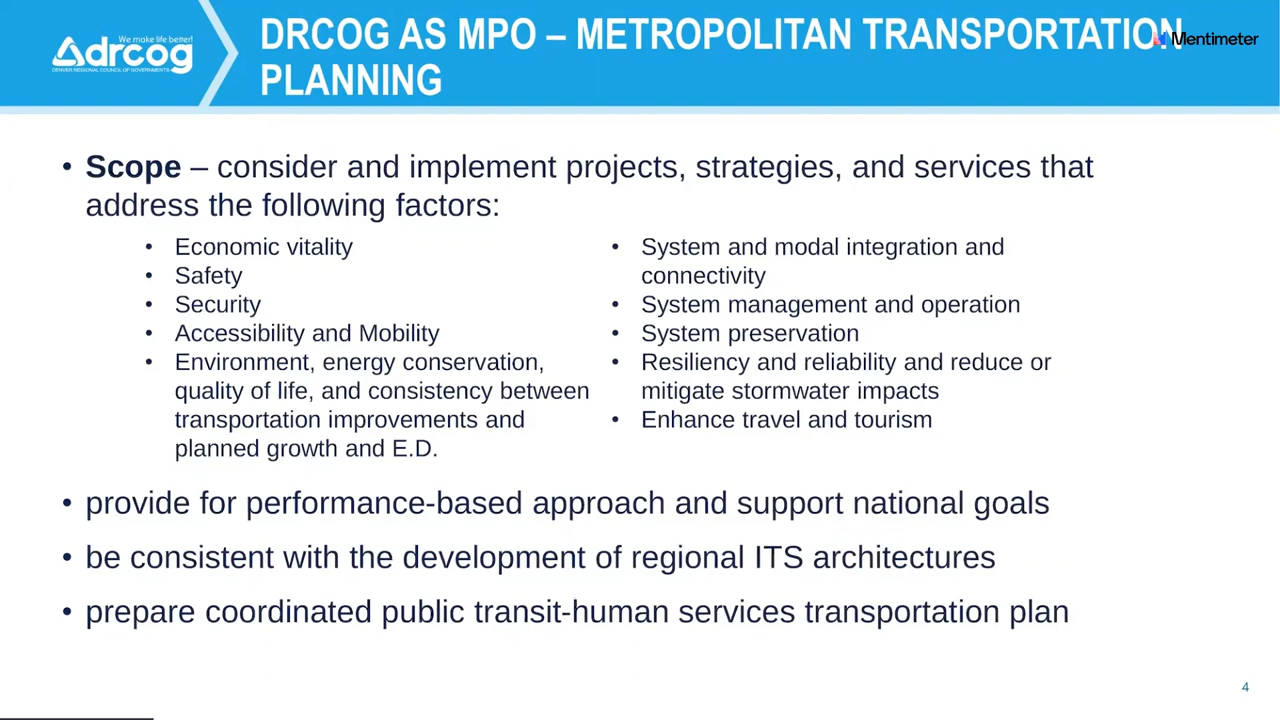 We make life better!
drcog
DENVER REGIONAL COUNCIL OF GOVERNMENTS
DRCOG AS MPO – METROPOLITAN TRANSPORTATION
PLANNING
Mentimeter
• Scope – consider and implement projects, strategies, and services that
address the following factors:
• Economic vitality
• Safety
• Security
• Accessibility and Mobility
• Environment, energy conservation,
quality of life, and consistency between
transportation improvements and
planned growth and E.D.
• System and modal integration and
connectivity
• System management and operation
• System preservation
• Resiliency and reliability and reduce or
mitigate stormwater impacts
• Enhance travel and tourism
• provide for performance-based approach and support national goals
• be consistent with the development of regional ITS architectures
• prepare coordinated public transit-human services transportation plan
4